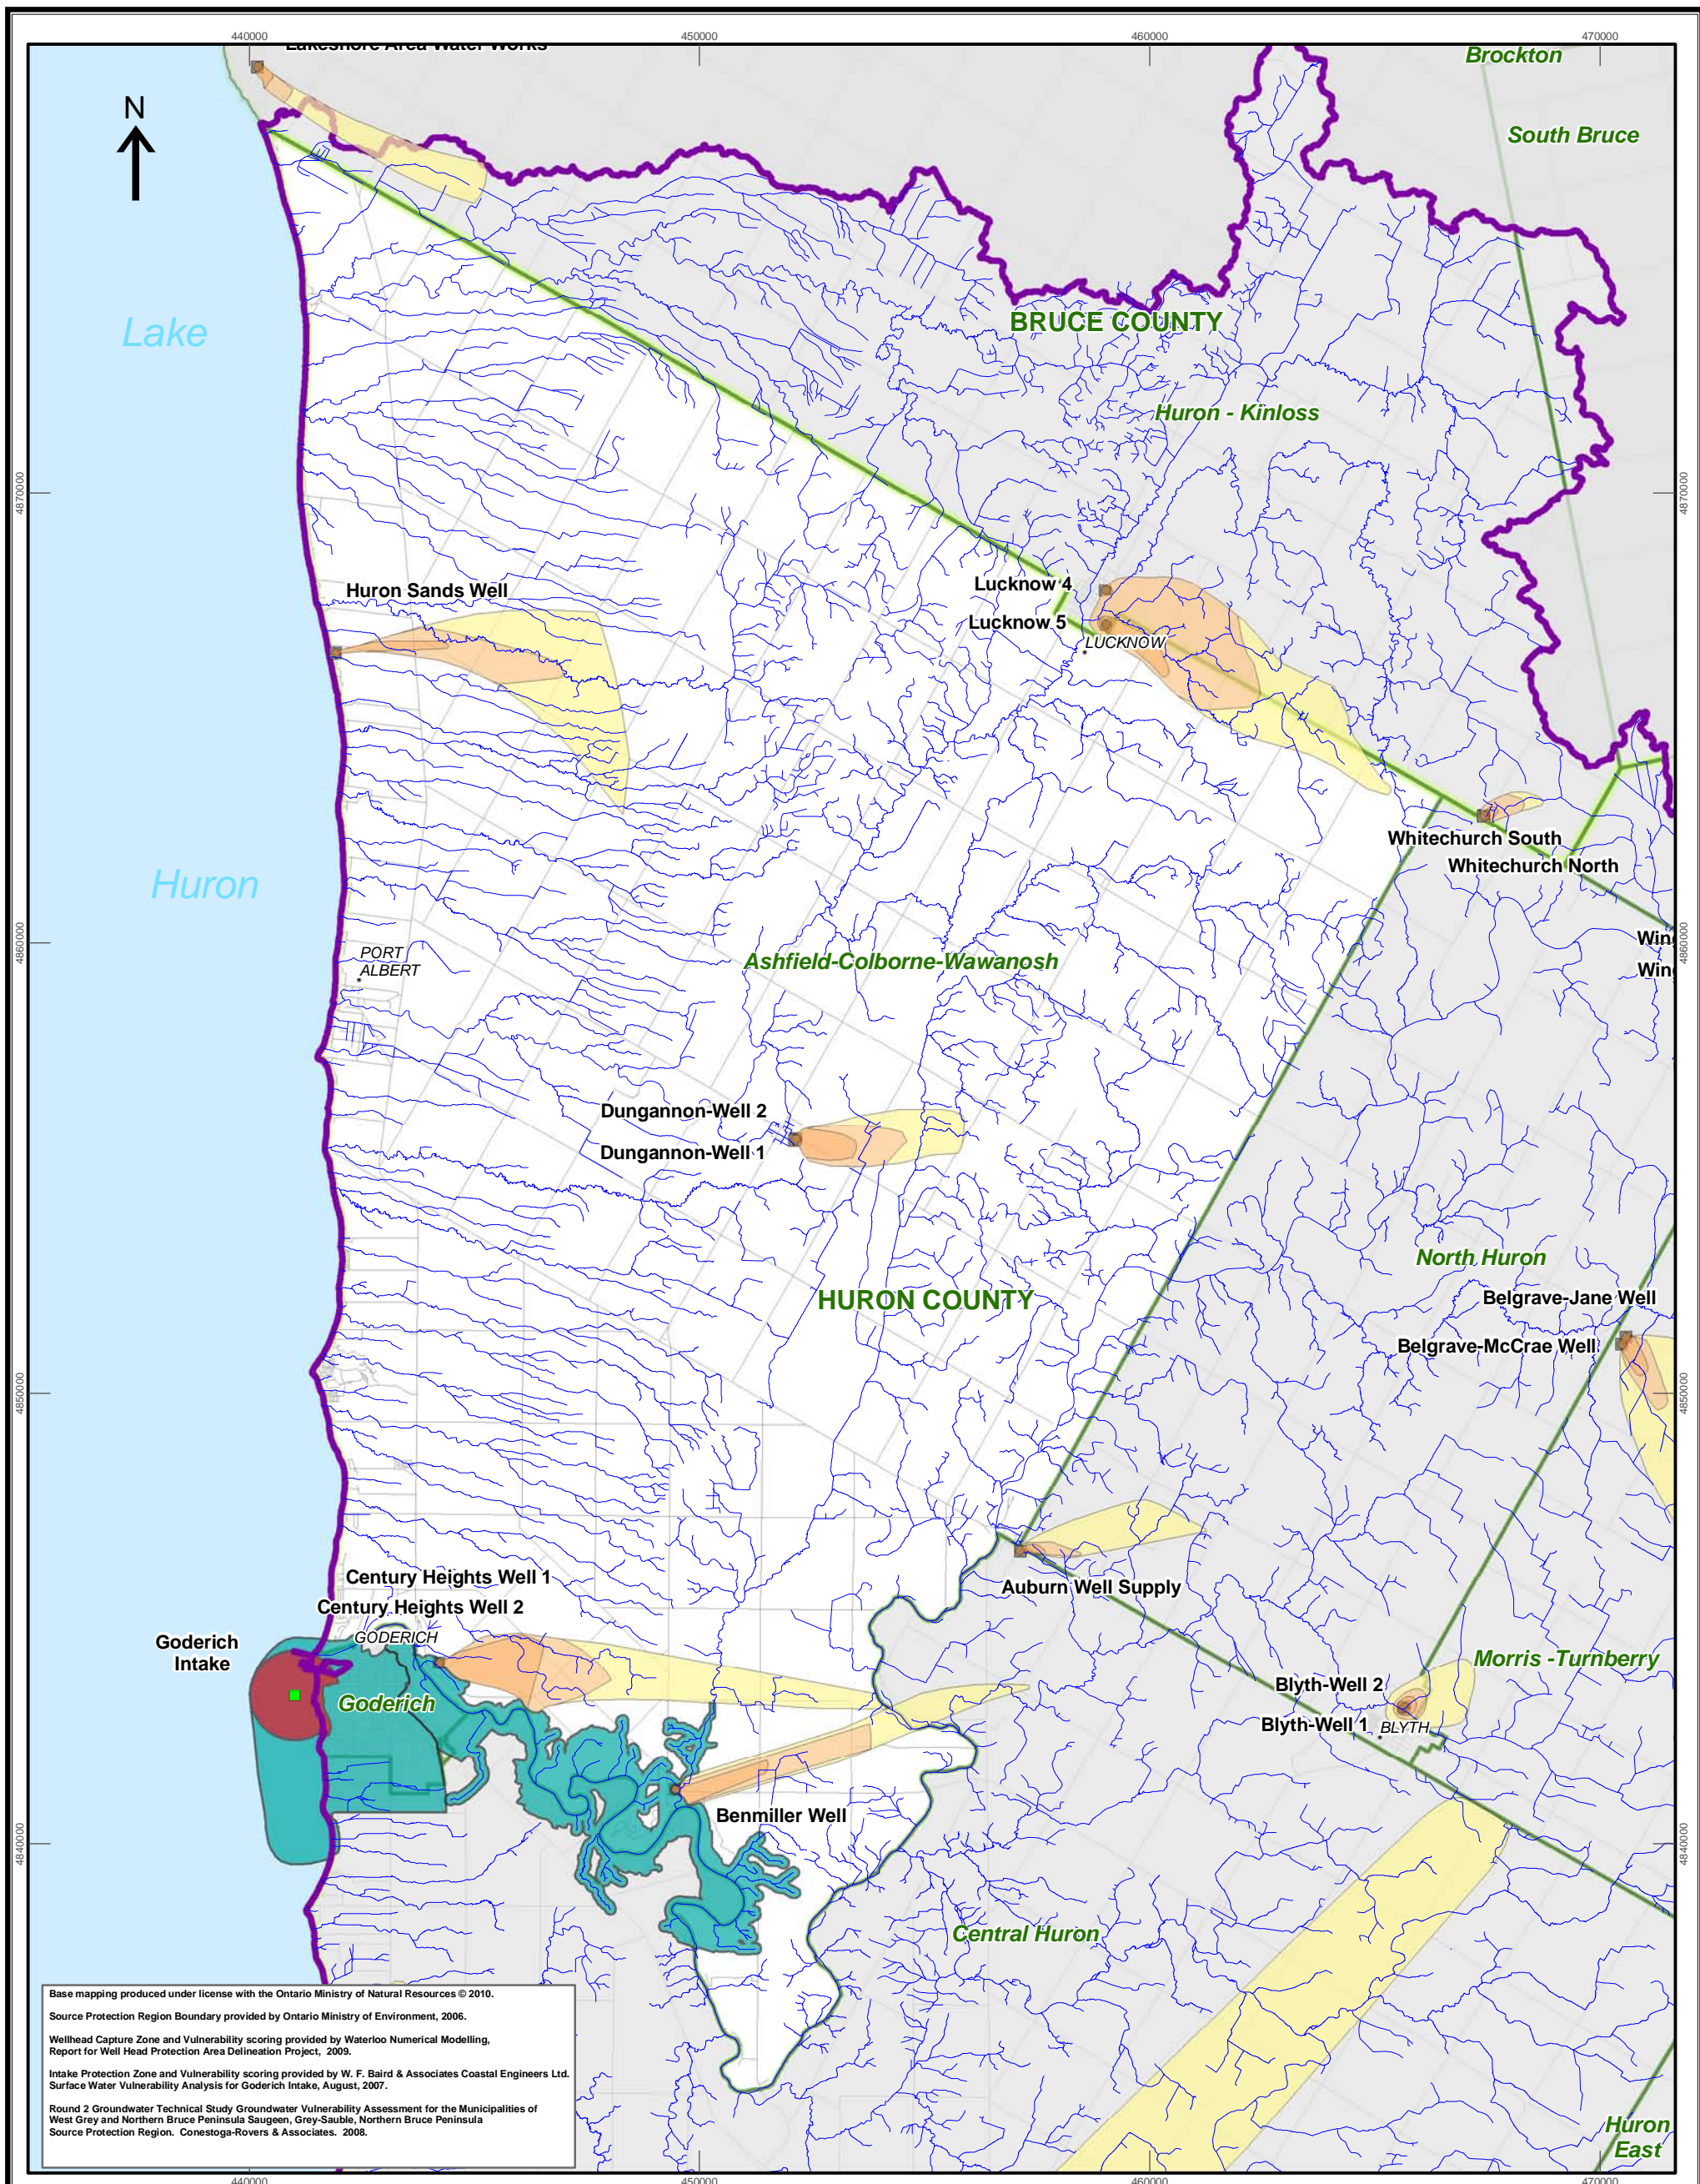 440000
450000
460000
470000
Lakeshore Area Water Works
Brockton
N
South Bruce
Lake
BRUCE COUNTY
Huron - Kinloss
4870000
4870000
Huron Sands Well
Lucknow 4
Lucknow 5
LUCKNOW
Whitechurch South
Whitechurch North
Huron
PORT
ALBERT
Ashfield-Colborne-Wawanosh
4860000
4860000
Dungannon-Well 2
Dungannon-Well 1
North Huron
HURON COUNTY
Belgrave-Jane Well
Belgrave-McCrae Well
4850000
4850000
Century Heights Well 1
Century Heights Well 2
Auburn Well Supply
GODERICH
Goderich
Intake
Goderich
Morris -Turnberry
Blyth-Well 2
Blyth-Well 1
BLYTH
Benmiller Well
4840000
4840000
Central Huron
Huron
East
Base mapping produced under license with the Ontario Ministry of Natural Resources © 2010.
Source Protection Region Boundary provided by Ontario Ministry of Environment, 2006.
Wellhead Capture Zone and Vulnerability scoring provided by Waterloo Numerical Modelling,
Report for Well Head Protection Area Delineation Project, 2009.
Intake Protection Zone and Vulnerability scoring provided by W. F. Baird & Associates Coastal Engineers Ltd.
Surface Water Vulnerability Analysis for Goderich Intake, August, 2007.
Round 2 Groundwater Technical Study Groundwater Vulnerability Assessment for the Municipalities of
West Grey and Northern Bruce Peninsula Saugeen, Grey-Sauble, Northern Bruce Peninsula
Source Protection Region. Conestoga-Rovers & Associates. 2008.
440000
450000
460000
470000